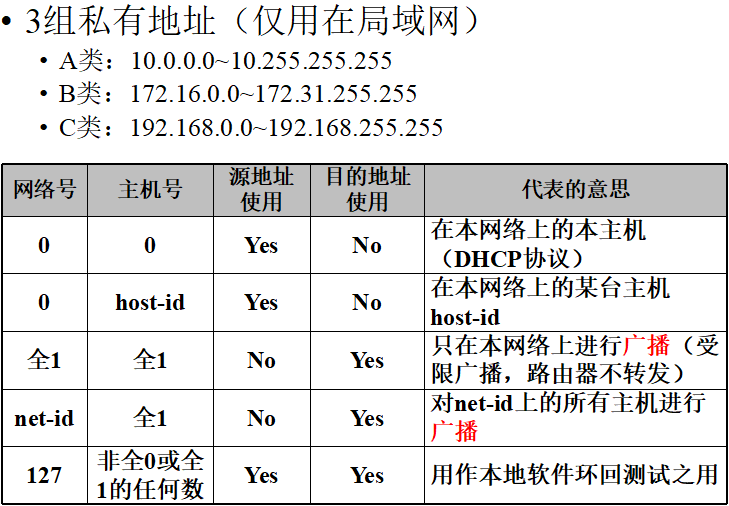 • 3组私有地址（仅用在局域网）
• A类：10.0.0.0~10.255.255.255
• B类：172.16.0.0~172.31.255.255
• C类：192.168.0.0~192.168.255.255
网络号 主机号 源地址使用 目的地址使用 代表的意思
0 0 Yes No 在本网络上的本主机
（DHCP协议）
0 host-id Yes No 在本网络上的某台主机
host-id
全1 全1 No Yes 只在本网络上进行广播（受
限广播，路由器不转发）
net-id 全1 No Yes 对net-id上的所有主机进行
广播
127 非全0或全1的任何数 Yes Yes 用作本地软件环回测试之用